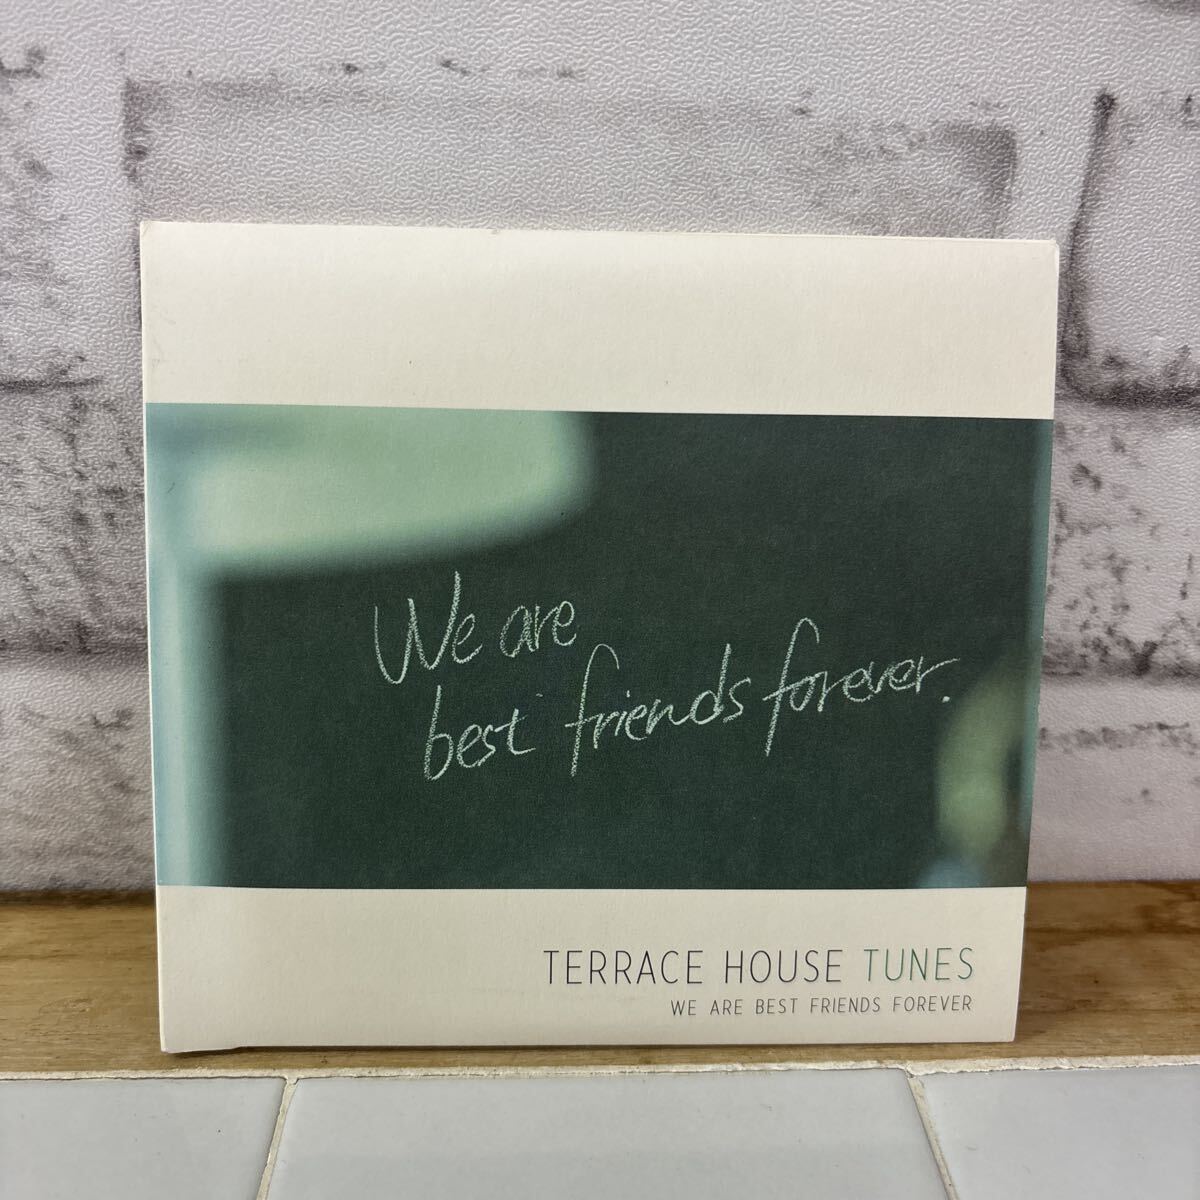 We are
best friends forever.
TERRACE HOUSE TUNES
WE ARE BEST FRIENDS FOREVER